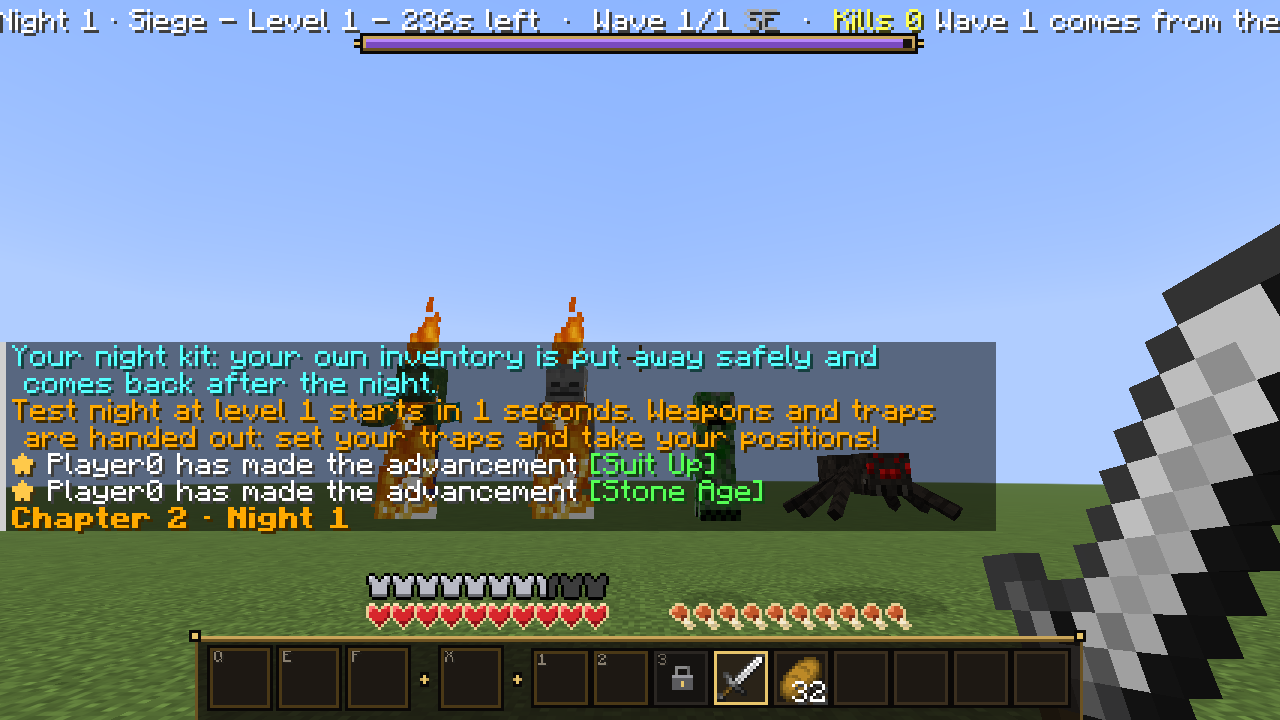 Night 1 · Siege - Level 1 - 296s left · Wave 1/1 · Kills 0 Wave 1 comes from the
Your night kit: your own inventory is put away safely and
comes back after the night.
Test night at level 1 starts in 1 seconds. Weapons and traps
are handed out: set your traps and take your positions!
Player0 has made the advancement [Suit Up]
Player0 has made the advancement [Stone Age]
Chapter 2 · Night 1
Q E F X 1 2 3
32